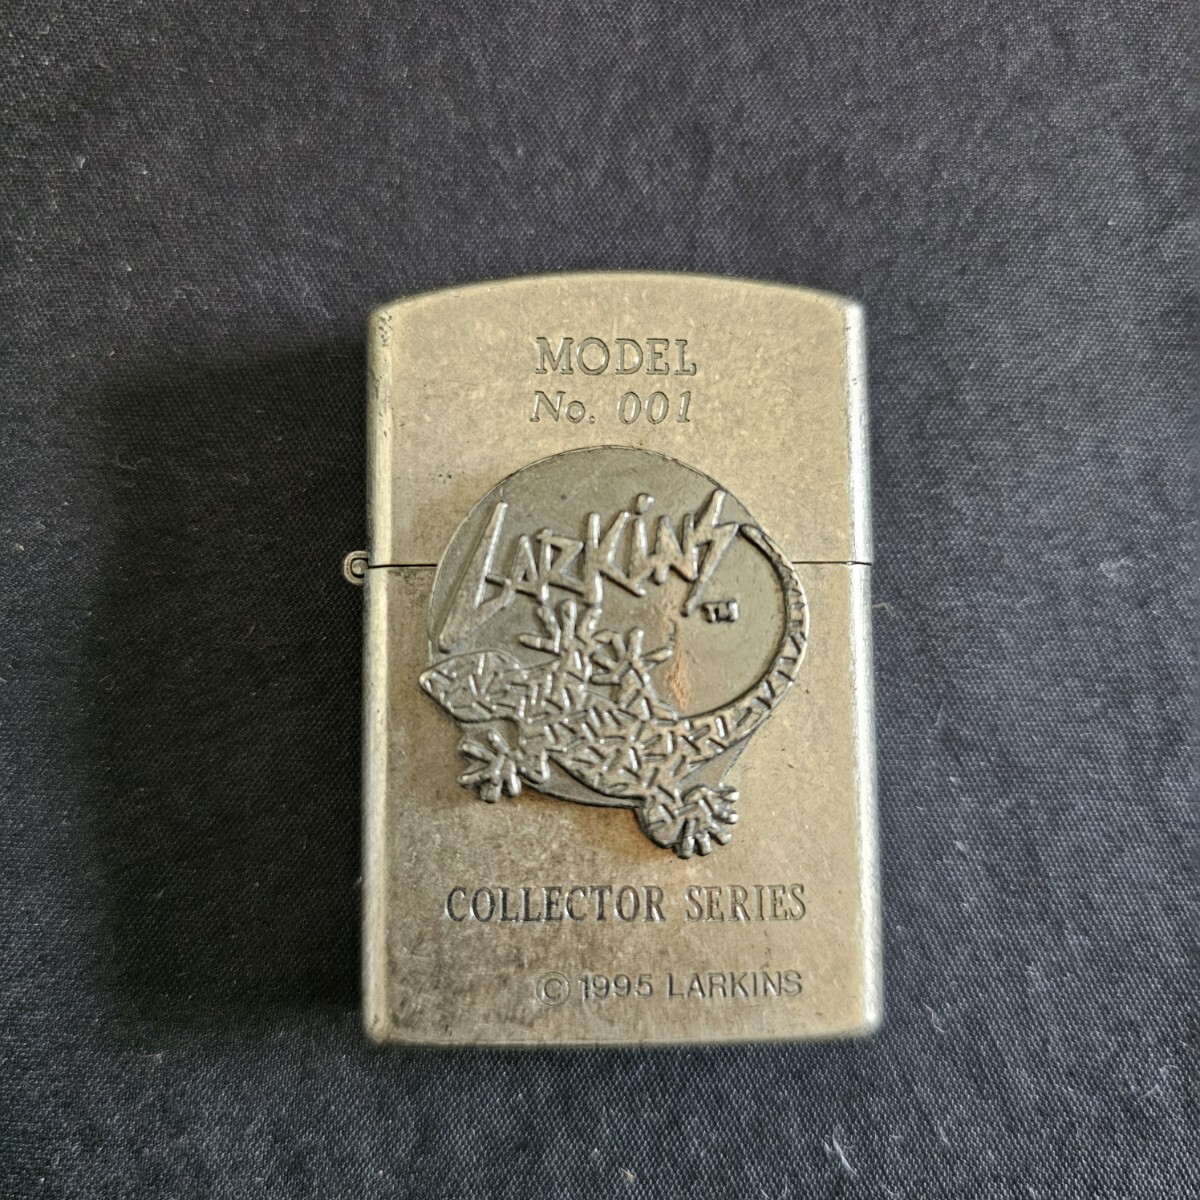 MODEL
No. 001
LARKiNS
TM
COLLECTOR SERIES
© 1995 LARKINS